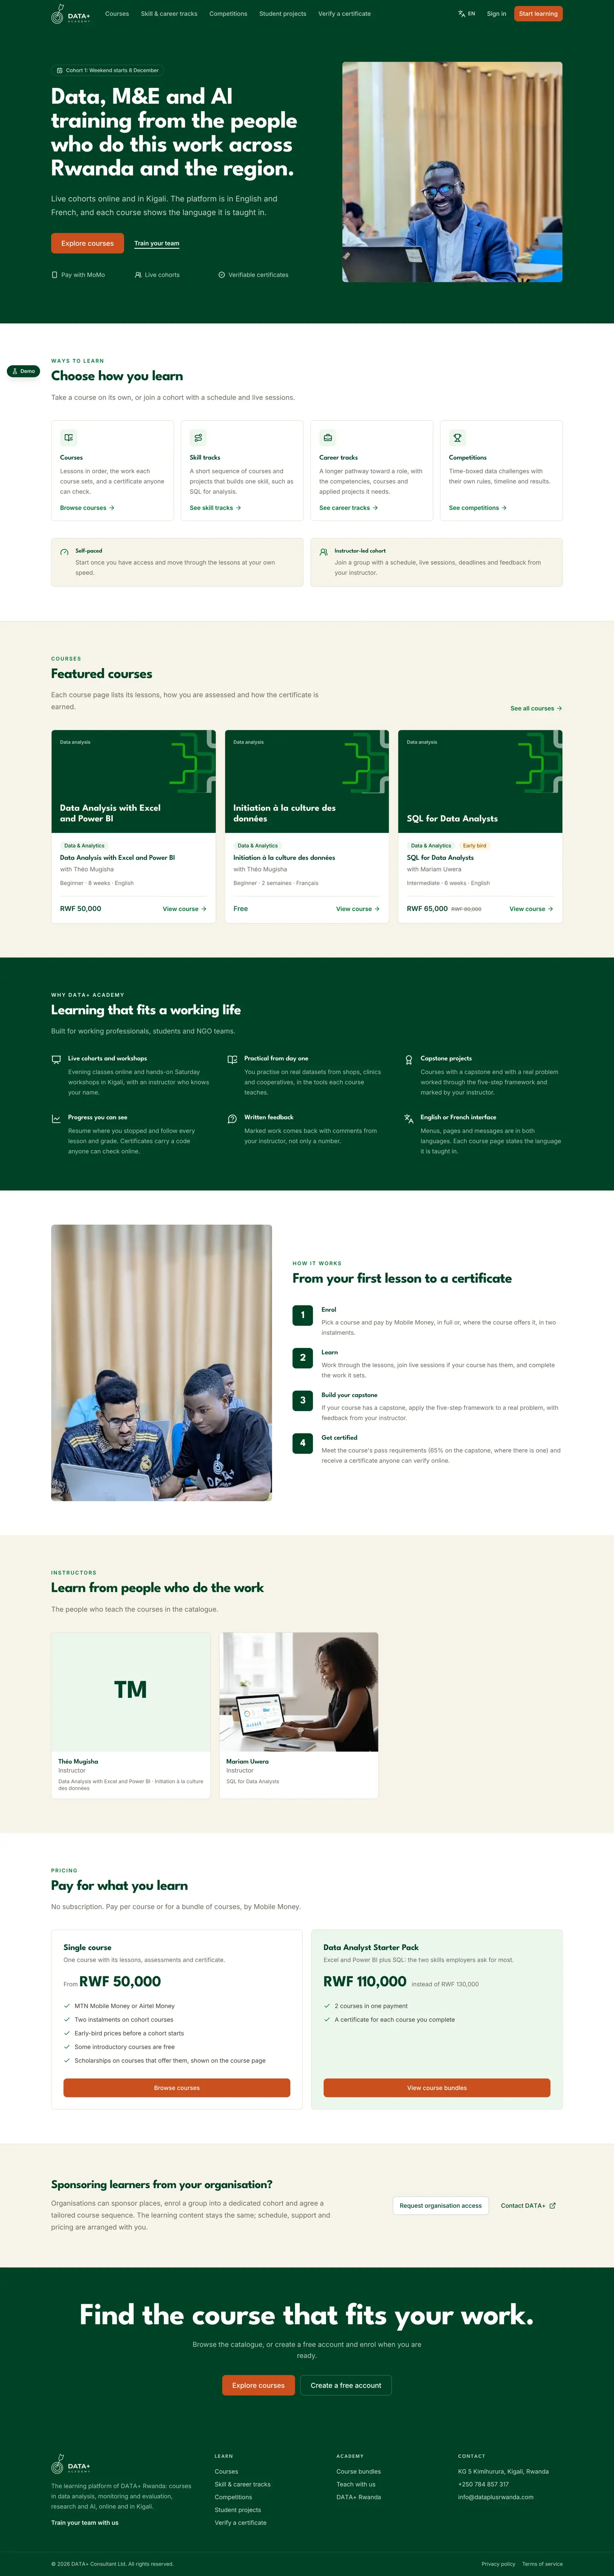 DATA+
ACADEMY
Courses
Skill & career tracks
Competitions
Student projects
Verify a certificate
EN
Sign in
Start learning
Cohort 1: Weekend starts 6 December
Data, M&E and AI
training from the people
who do this work across
Rwanda and the region.
Live cohorts online and in Kigali. The platform is in English and
French, and each course shows the language it is taught in.
Explore courses
Train your team
Pay with MoMo
Live cohorts
Verifiable certificates
Demo
WAYS TO LEARN
Choose how you learn
Take a course on its own, or join a cohort with a schedule and live sessions.
Courses
Lessons in order, the work each
course sets, and a certificate anyone
can check.
Browse courses →
Skill tracks
A short sequence of courses and
projects that builds one skill, such as
SQL for analysis.
See skill tracks →
Career tracks
A longer pathway toward a role, with
the competencies, courses and
applied projects it needs.
See career tracks →
Competitions
Time-boxed data challenges with
their own rules, timeline and results.
See competitions →
Self-paced
Start once you have access and move through the lessons at your own
speed.
Instructor-led cohort
Join a group with a schedule, live sessions, deadlines and feedback from
your instructor.
COURSES
Featured courses
Each course page lists its lessons, how you are assessed and how the certificate is
earned.
See all courses →
Data analysis
Data Analysis with Excel
and Power BI
Data & Analytics
Data Analysis with Excel and Power BI
with Théo Mugisha
Beginner · 8 weeks · English
RWF 50,000
View course →
Data analysis
Initiation à la culture des
données
Data & Analytics
Initiation à la culture des données
with Théo Mugisha
Beginner · 2 semaines · Français
Free
View course →
Data analysis
SQL for Data Analysts
Data & Analytics
Early bird
SQL for Data Analysts
with Mariam Uwera
Intermediate · 6 weeks · English
RWF 65,000 RWF 80,000
View course →
WHY DATA+ ACADEMY
Learning that fits a working life
Built for working professionals, students and NGO teams.
Live cohorts and workshops
Evening classes online and hands-on Saturday
workshops in Kigali, with an instructor who knows
your name.
Practical from day one
You practise on real datasets from shops, clinics
and cooperatives, in the tools each course
teaches.
Capstone projects
Courses with a capstone end with a real problem
worked through the five-step framework and
marked by your instructor.
Progress you can see
Resume where you stopped and follow every
lesson and grade. Certificates carry a code
anyone can check online.
Written feedback
Marked work comes back with comments from
your instructor, not only a number.
English or French interface
Menus, pages and messages are in both
languages. Each course page states the language
it is taught in.
DATA+
ACADEMY
HOW IT WORKS
From your first lesson to a certificate
1
Enrol
Pick a course and pay by Mobile Money, in full or, where the course offers it, in two
instalments.
2
Learn
Work through the lessons, join live sessions if your course has them, and complete
the work it sets.
3
Build your capstone
If your course has a capstone, apply the five-step framework to a real problem, with
feedback from your instructor.
4
Get certified
Meet the course's pass requirements (65% on the capstone, where there is one) and
receive a certificate anyone can verify online.
INSTRUCTORS
Learn from people who do the work
The people who teach the courses in the catalogue.
TM
Théo Mugisha
Instructor
Data Analysis with Excel and Power BI · Initiation à la culture
des données
Mariam Uwera
Instructor
SQL for Data Analysts
PRICING
Pay for what you learn
No subscription. Pay per course or for a bundle of courses, by Mobile Money.
Single course
One course with its lessons, assessments and certificate.
From RWF 50,000
MTN Mobile Money or Airtel Money
Two instalments on cohort courses
Early-bird prices before a cohort starts
Some introductory courses are free
Scholarships on courses that offer them, shown on the course page
Browse courses
Data Analyst Starter Pack
Excel and Power BI plus SQL: the two skills employers ask for most.
RWF 110,000 instead of RWF 130,000
2 courses in one payment
A certificate for each course you complete
View course bundles
Sponsoring learners from your organisation?
Organisations can sponsor places, enrol a group into a dedicated cohort and agree a
tailored course sequence. The learning content stays the same; schedule, support and
pricing are arranged with you.
Request organisation access
Contact DATA+
Find the course that fits your work.
Browse the catalogue, or create a free account and enrol when you are
ready.
Explore courses
Create a free account
DATA+
ACADEMY
The learning platform of DATA+ Rwanda: courses
in data analysis, monitoring and evaluation,
research and AI, online and in Kigali.
Train your team with us
LEARN
Courses
Skill & career tracks
Competitions
Student projects
Verify a certificate
ACADEMY
Course bundles
Teach with us
DATA+ Rwanda
CONTACT
KG 5 Kimihurura, Kigali, Rwanda
+250 784 857 317
info@dataplusrwanda.com
© 2026 DATA+ Consultant Ltd. All rights reserved.
Privacy policy
Terms of service